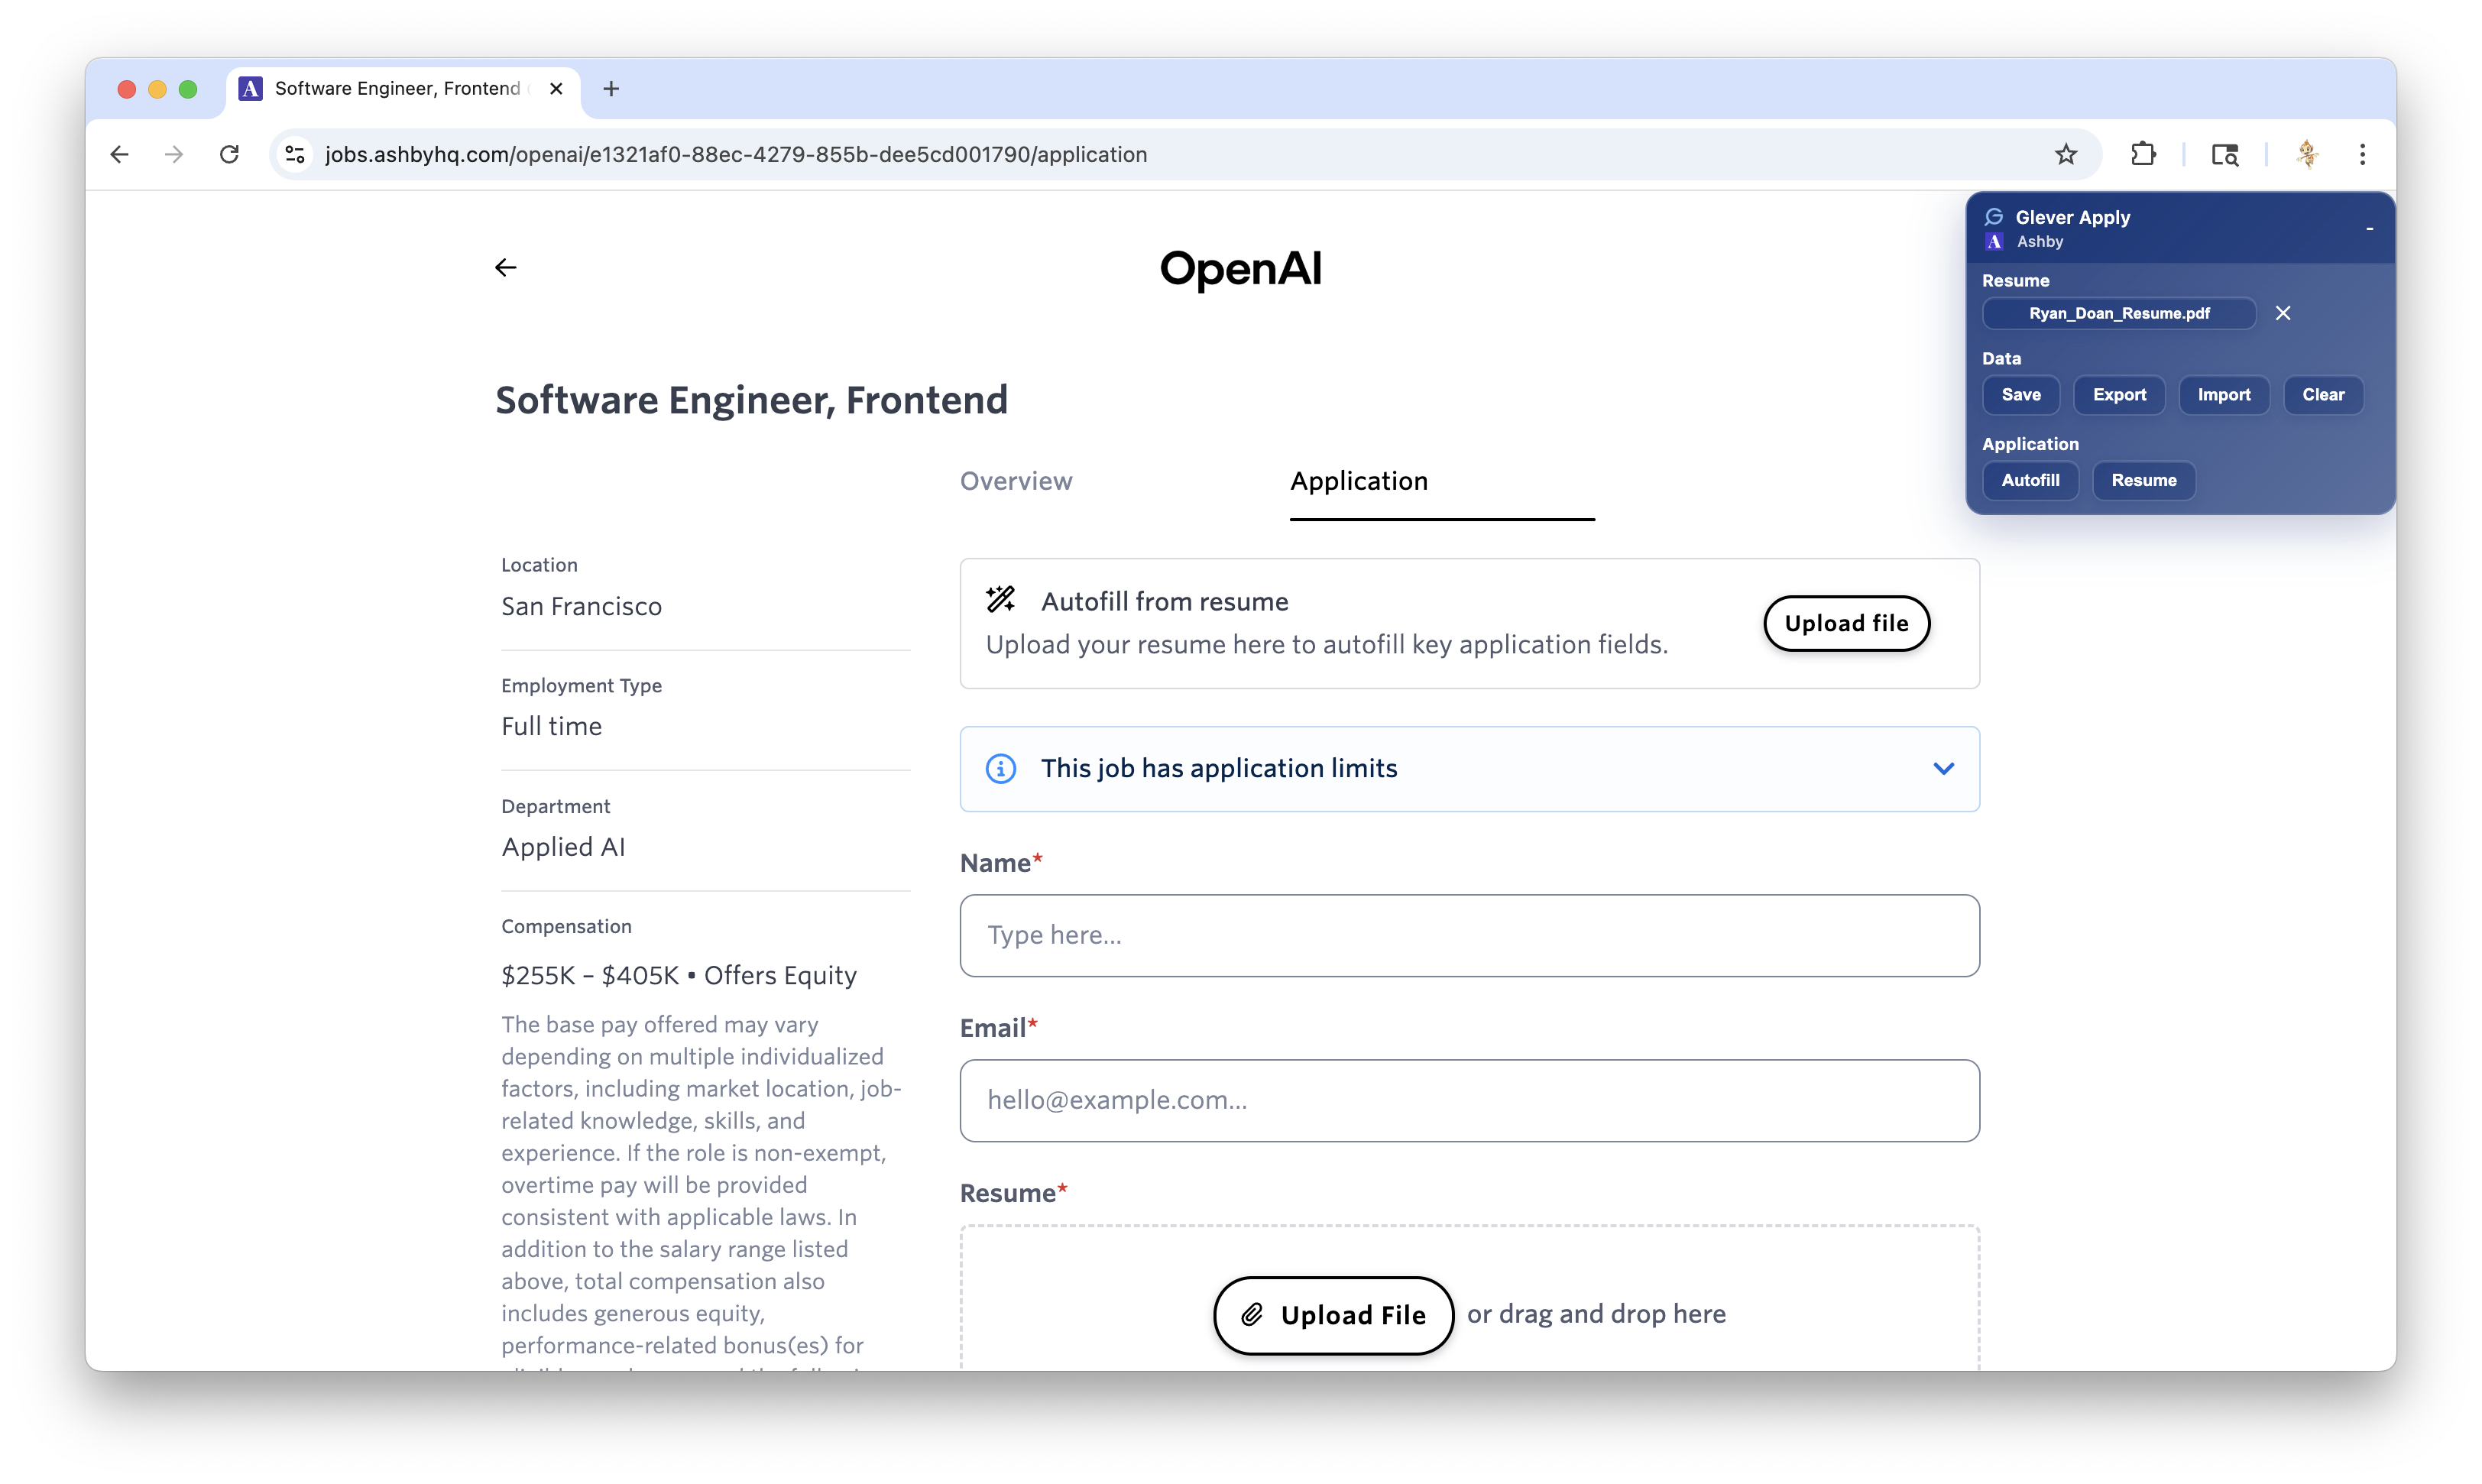 A Software Engineer, Frontend
jobs.ashbyhq.com/openai/e1321af0-88ec-4279-855b-dee5cd001790/application
Glever Apply
A Ashby
-
Resume
Ryan_Doan_Resume.pdf
Data
Save Export Import Clear
Application
Autofill Resume
OpenAI
Software Engineer, Frontend
Overview Application
Location
San Francisco
Employment Type
Full time
Department
Applied AI
Compensation
$255K – $405K • Offers Equity
The base pay offered may vary
depending on multiple individualized
factors, including market location, job-
related knowledge, skills, and
experience. If the role is non-exempt,
overtime pay will be provided
consistent with applicable laws. In
addition to the salary range listed
above, total compensation also
includes generous equity,
performance-related bonus(es) for
Autofill from resume
Upload your resume here to autofill key application fields.
Upload file
This job has application limits
Name*
Type here...
Email*
hello@example.com...
Resume*
Upload File or drag and drop here